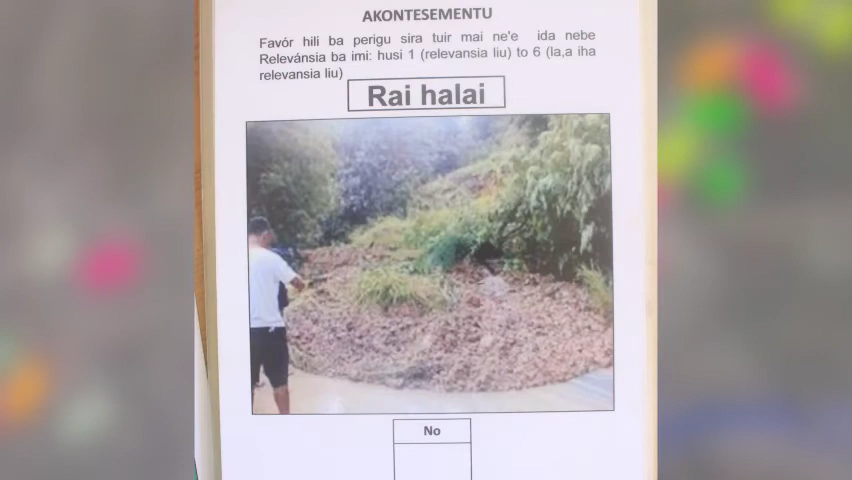 AKONTESEMENTU
Favór hili ba perigu sira tuir mai ne'e ida nebe
Relevánsia ba imi: husi 1 (relevansia liu) to 6 (la,a iha
relevansia liu)
Rai halai
No